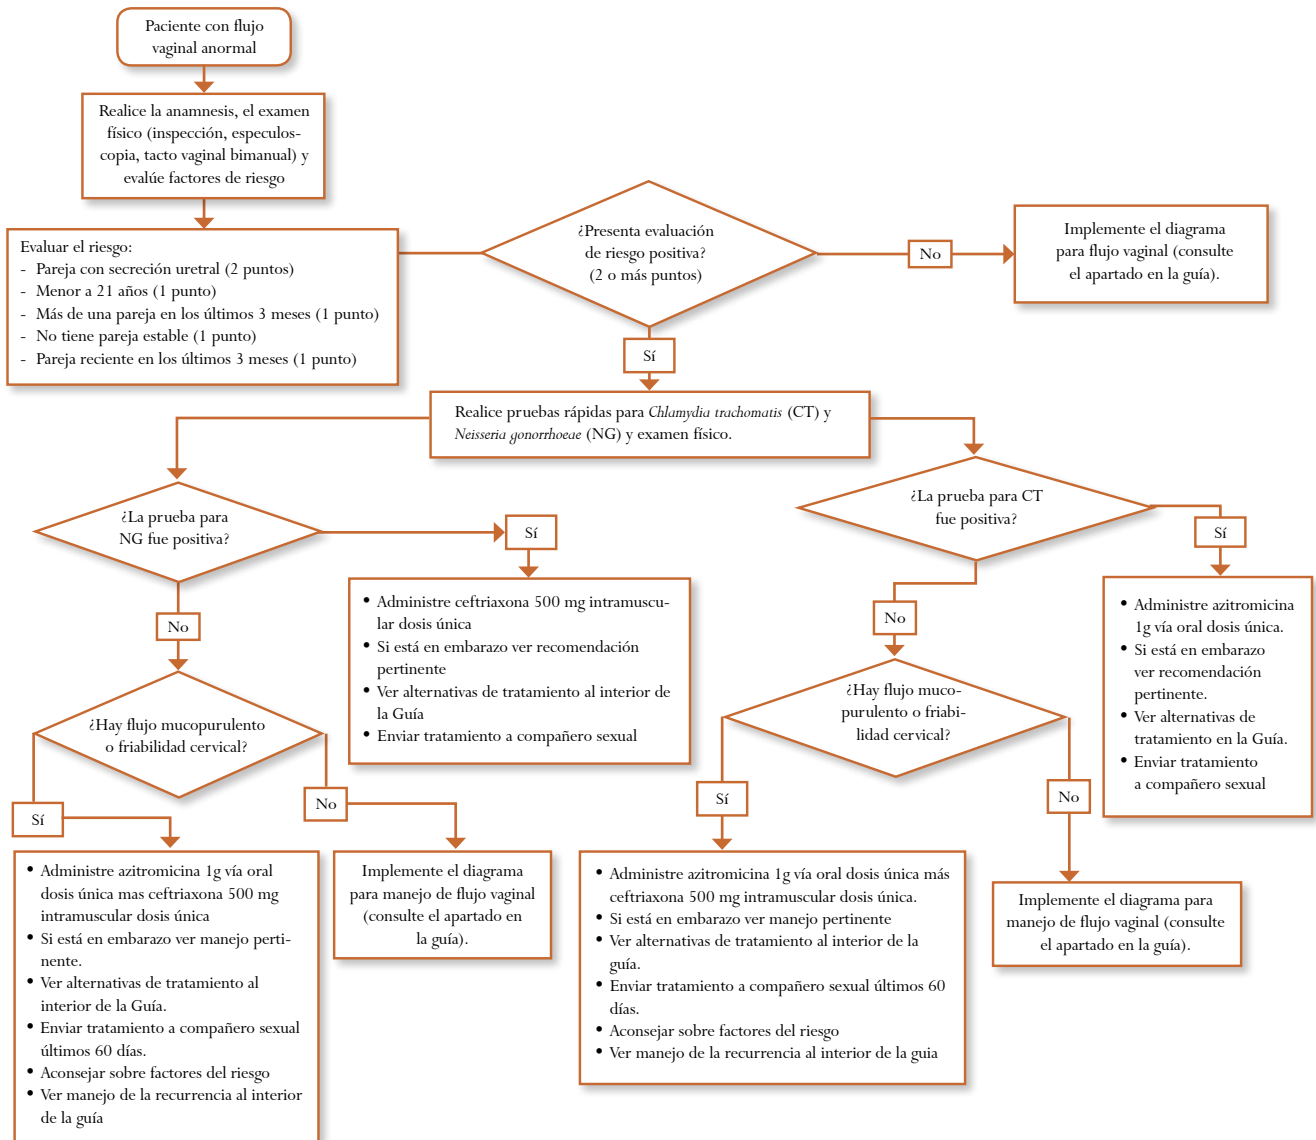 Paciente con flujo
vaginal anormal
Realice la anamnesis, el examen
físico (inspección, especulos-
copia, tacto vaginal bimanual) y
evalúe factores de riesgo
Evaluar el riesgo:
- Pareja con secreción uretral (2 puntos)
- Menor a 21 años (1 punto)
- Más de una pareja en los últimos 3 meses (1 punto)
- No tiene pareja estable (1 punto)
- Pareja reciente en los últimos 3 meses (1 punto)
¿Presenta evaluación
de riesgo positiva?
(2 o más puntos)
No
Implemente el diagrama
para flujo vaginal (consulte
el apartado en la guía).
Sí
Realice pruebas rápidas para Chlamydia trachomatis (CT) y
Neisseria gonorrhoeae (NG) y examen físico.
¿La prueba para
NG fue positiva?
Sí
• Administre ceftriaxona 500 mg intramuscu-
lar dosis única
• Si está en embarazo ver recomendación
pertinente
• Ver alternativas de tratamiento al interior de
la Guía
• Enviar tratamiento a compañero sexual
No
¿Hay flujo mucopurulento
o friabilidad cervical?
Sí
• Administre azitromicina 1g vía oral
dosis única mas ceftriaxona 500 mg
intramuscular dosis única
• Si está en embarazo ver manejo perti-
nente.
• Ver alternativas de tratamiento al
interior de la Guía.
• Enviar tratamiento a compañero sexual
últimos 60 días.
• Aconsejar sobre factores del riesgo
• Ver manejo de la recurrencia al interior
de la guía
No
Implemente el diagrama
para manejo de flujo vaginal
(consulte el apartado en
la guía).
¿La prueba para CT
fue positiva?
Sí
• Administre azitromicina
1g vía oral dosis única.
• Si está en embarazo
ver recomendación
pertinente.
• Ver alternativas de
tratamiento en la Guía.
• Enviar tratamiento
a compañero sexual
No
¿Hay flujo muco-
purulento o friabi-
lidad cervical?
Sí
• Administre azitromicina 1g vía oral dosis única más
ceftriaxona 500 mg intramuscular dosis única.
• Si está en embarazo ver manejo pertinente
• Ver alternativas de tratamiento al interior de la
guía.
• Enviar tratamiento a compañero sexual últimos 60
días.
• Aconsejar sobre factores del riesgo
• Ver manejo de la recurrencia al interior de la guia
No
Implemente el diagrama para
manejo de flujo vaginal (consulte
el apartado en la guía).